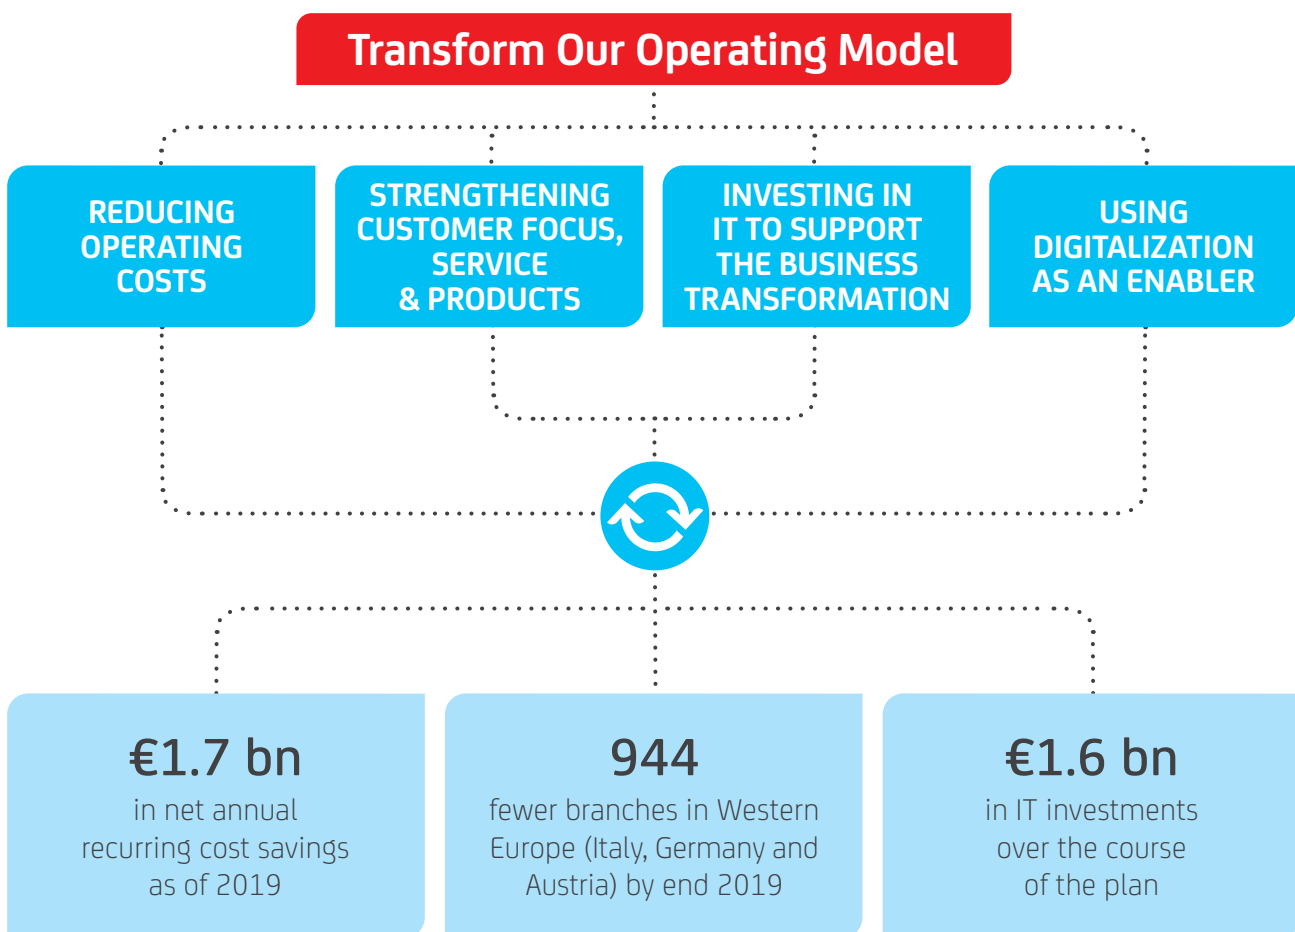 Transform Our Operating Model
REDUCING
OPERATING
COSTS
STRENGTHENING
CUSTOMER FOCUS,
SERVICE
& PRODUCTS
INVESTING IN
IT TO SUPPORT
THE BUSINESS
TRANSFORMATION
USING
DIGITALIZATION
AS AN ENABLER
€1.7 bn
in net annual
recurring cost savings
as of 2019
944
fewer branches in Western
Europe (Italy, Germany and
Austria) by end 2019
€1.6 bn
in IT investments
over the course
of the plan